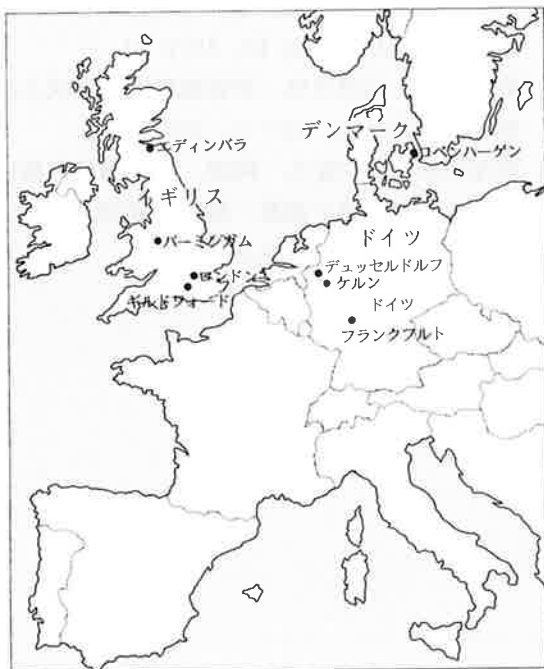 エディンバラ
デンマーク
コペンハーゲン
イギリス
バーミンガム
ドイツ
ロンドン
デュッセルドルフ
ギルドフォード
ケルン
ドイツ
フランクフルト